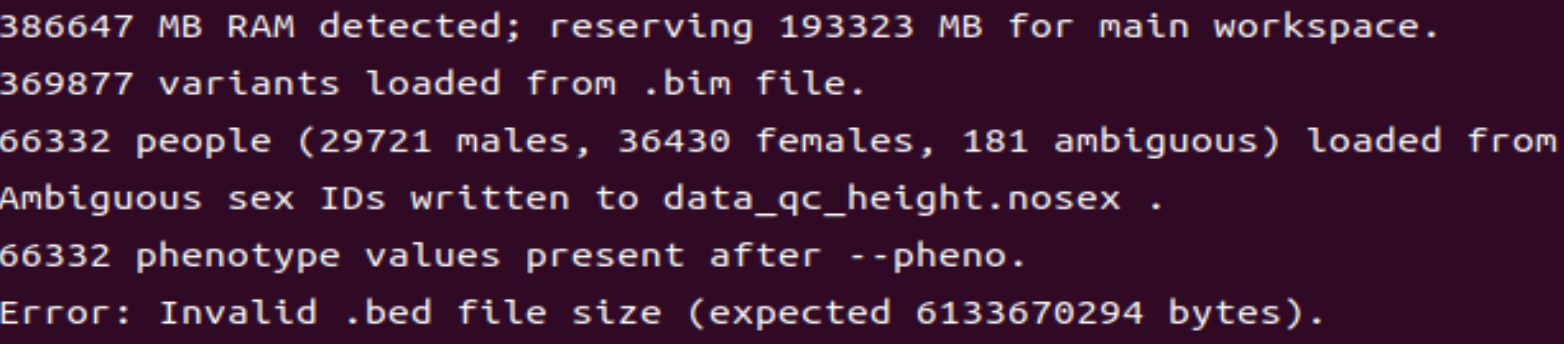 386647 MB RAM detected; reserving 193323 MB for main workspace.
369877 variants loaded from .bim file.
66332 people (29721 males, 36430 females, 181 ambiguous) loaded from
Ambiguous sex IDs written to data_qc_height.nosex .
66332 phenotype values present after --pheno.
Error: Invalid .bed file size (expected 6133670294 bytes).